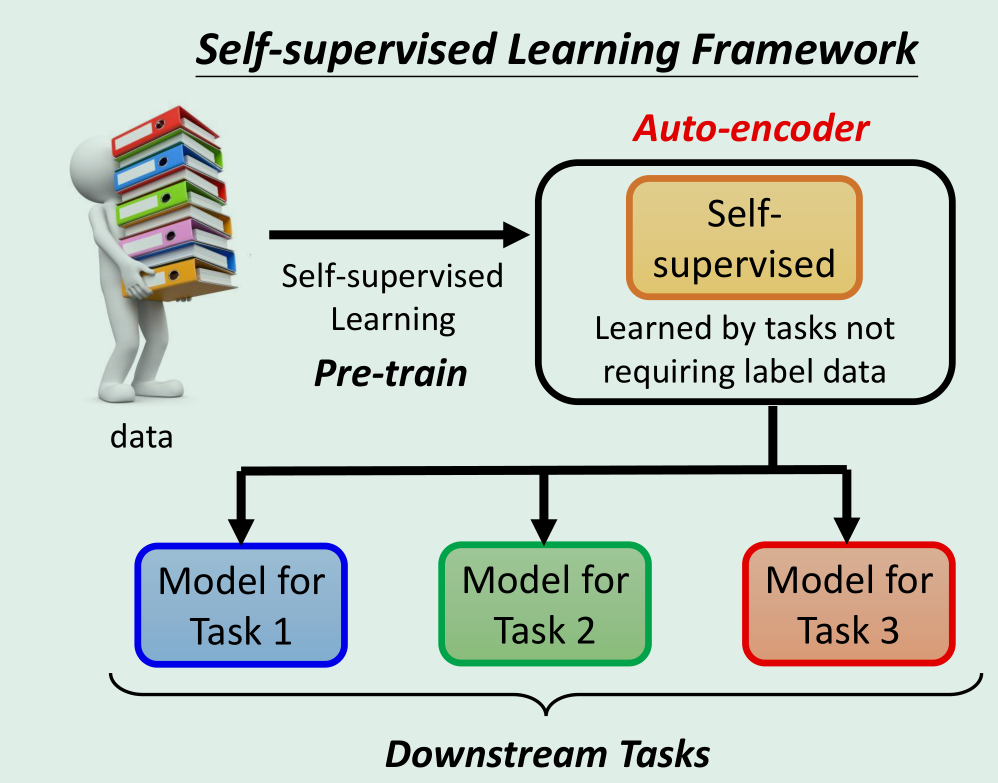 Self-supervised Learning Framework
Auto-encoder
Self-
supervised
Learned by tasks not
requiring label data
Self-supervised
Learning
Pre-train
data
Model for
Task 1
Model for
Task 2
Model for
Task 3
Downstream Tasks